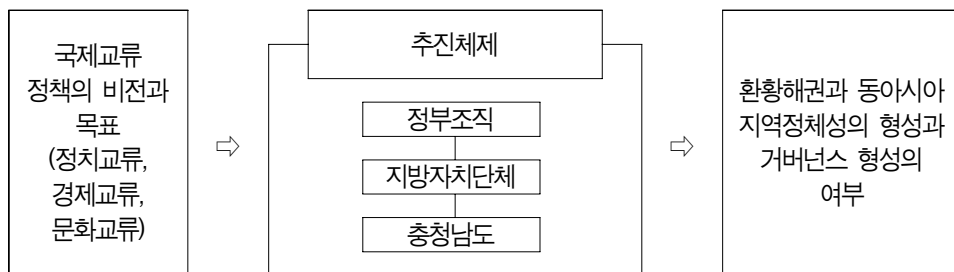 국제교류
정책의 비전과
목표
(정치교류,
경제교류,
문화교류)
⇨
추진체제
정부조직
지방자치단체
충청남도
⇨
환황해권과 동아시아
지역정체성의 형성과
거버넌스 형성의
여부